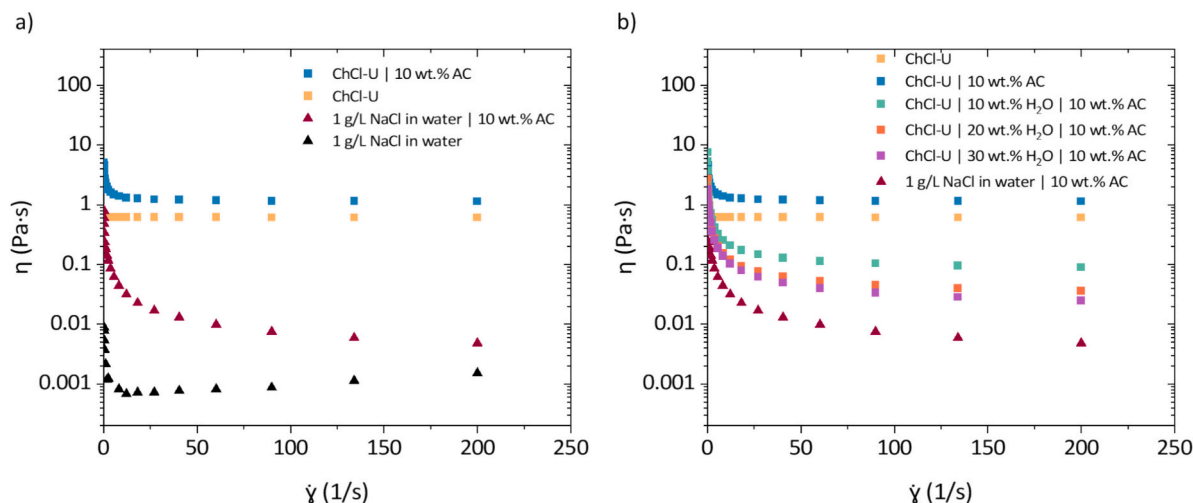 a)
ChCl-U | 10 wt.% AC
ChCl-U
1 g/L NaCl in water | 10 wt.% AC
1 g/L NaCl in water
100
10
1
0.1
0.01
0.001
η (Pa·s)
0 50 100 150 200 250
γ̇ (1/s)
b)
ChCl-U
ChCl-U | 10 wt.% AC
ChCl-U | 10 wt.% H₂O | 10 wt.% AC
ChCl-U | 20 wt.% H₂O | 10 wt.% AC
ChCl-U | 30 wt.% H₂O | 10 wt.% AC
1 g/L NaCl in water | 10 wt.% AC
100
10
1
0.1
0.01
0.001
η (Pa·s)
0 50 100 150 200 250
γ̇ (1/s)